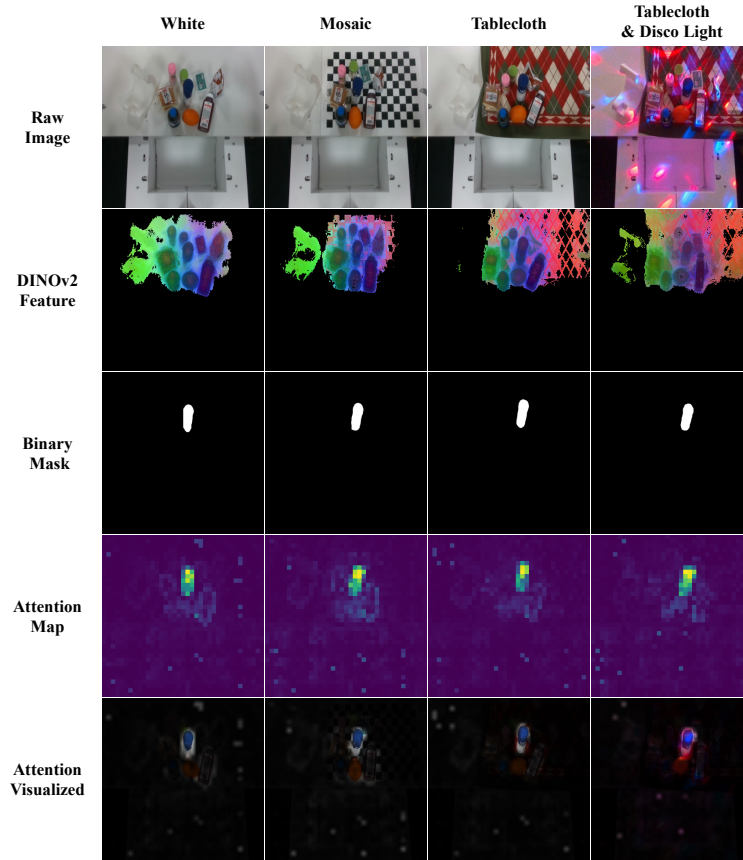 White
Mosaic
Tablecloth
Tablecloth
& Disco Light
Raw
Image
DINOv2
Feature
Binary
Mask
Attention
Map
Attention
Visualized